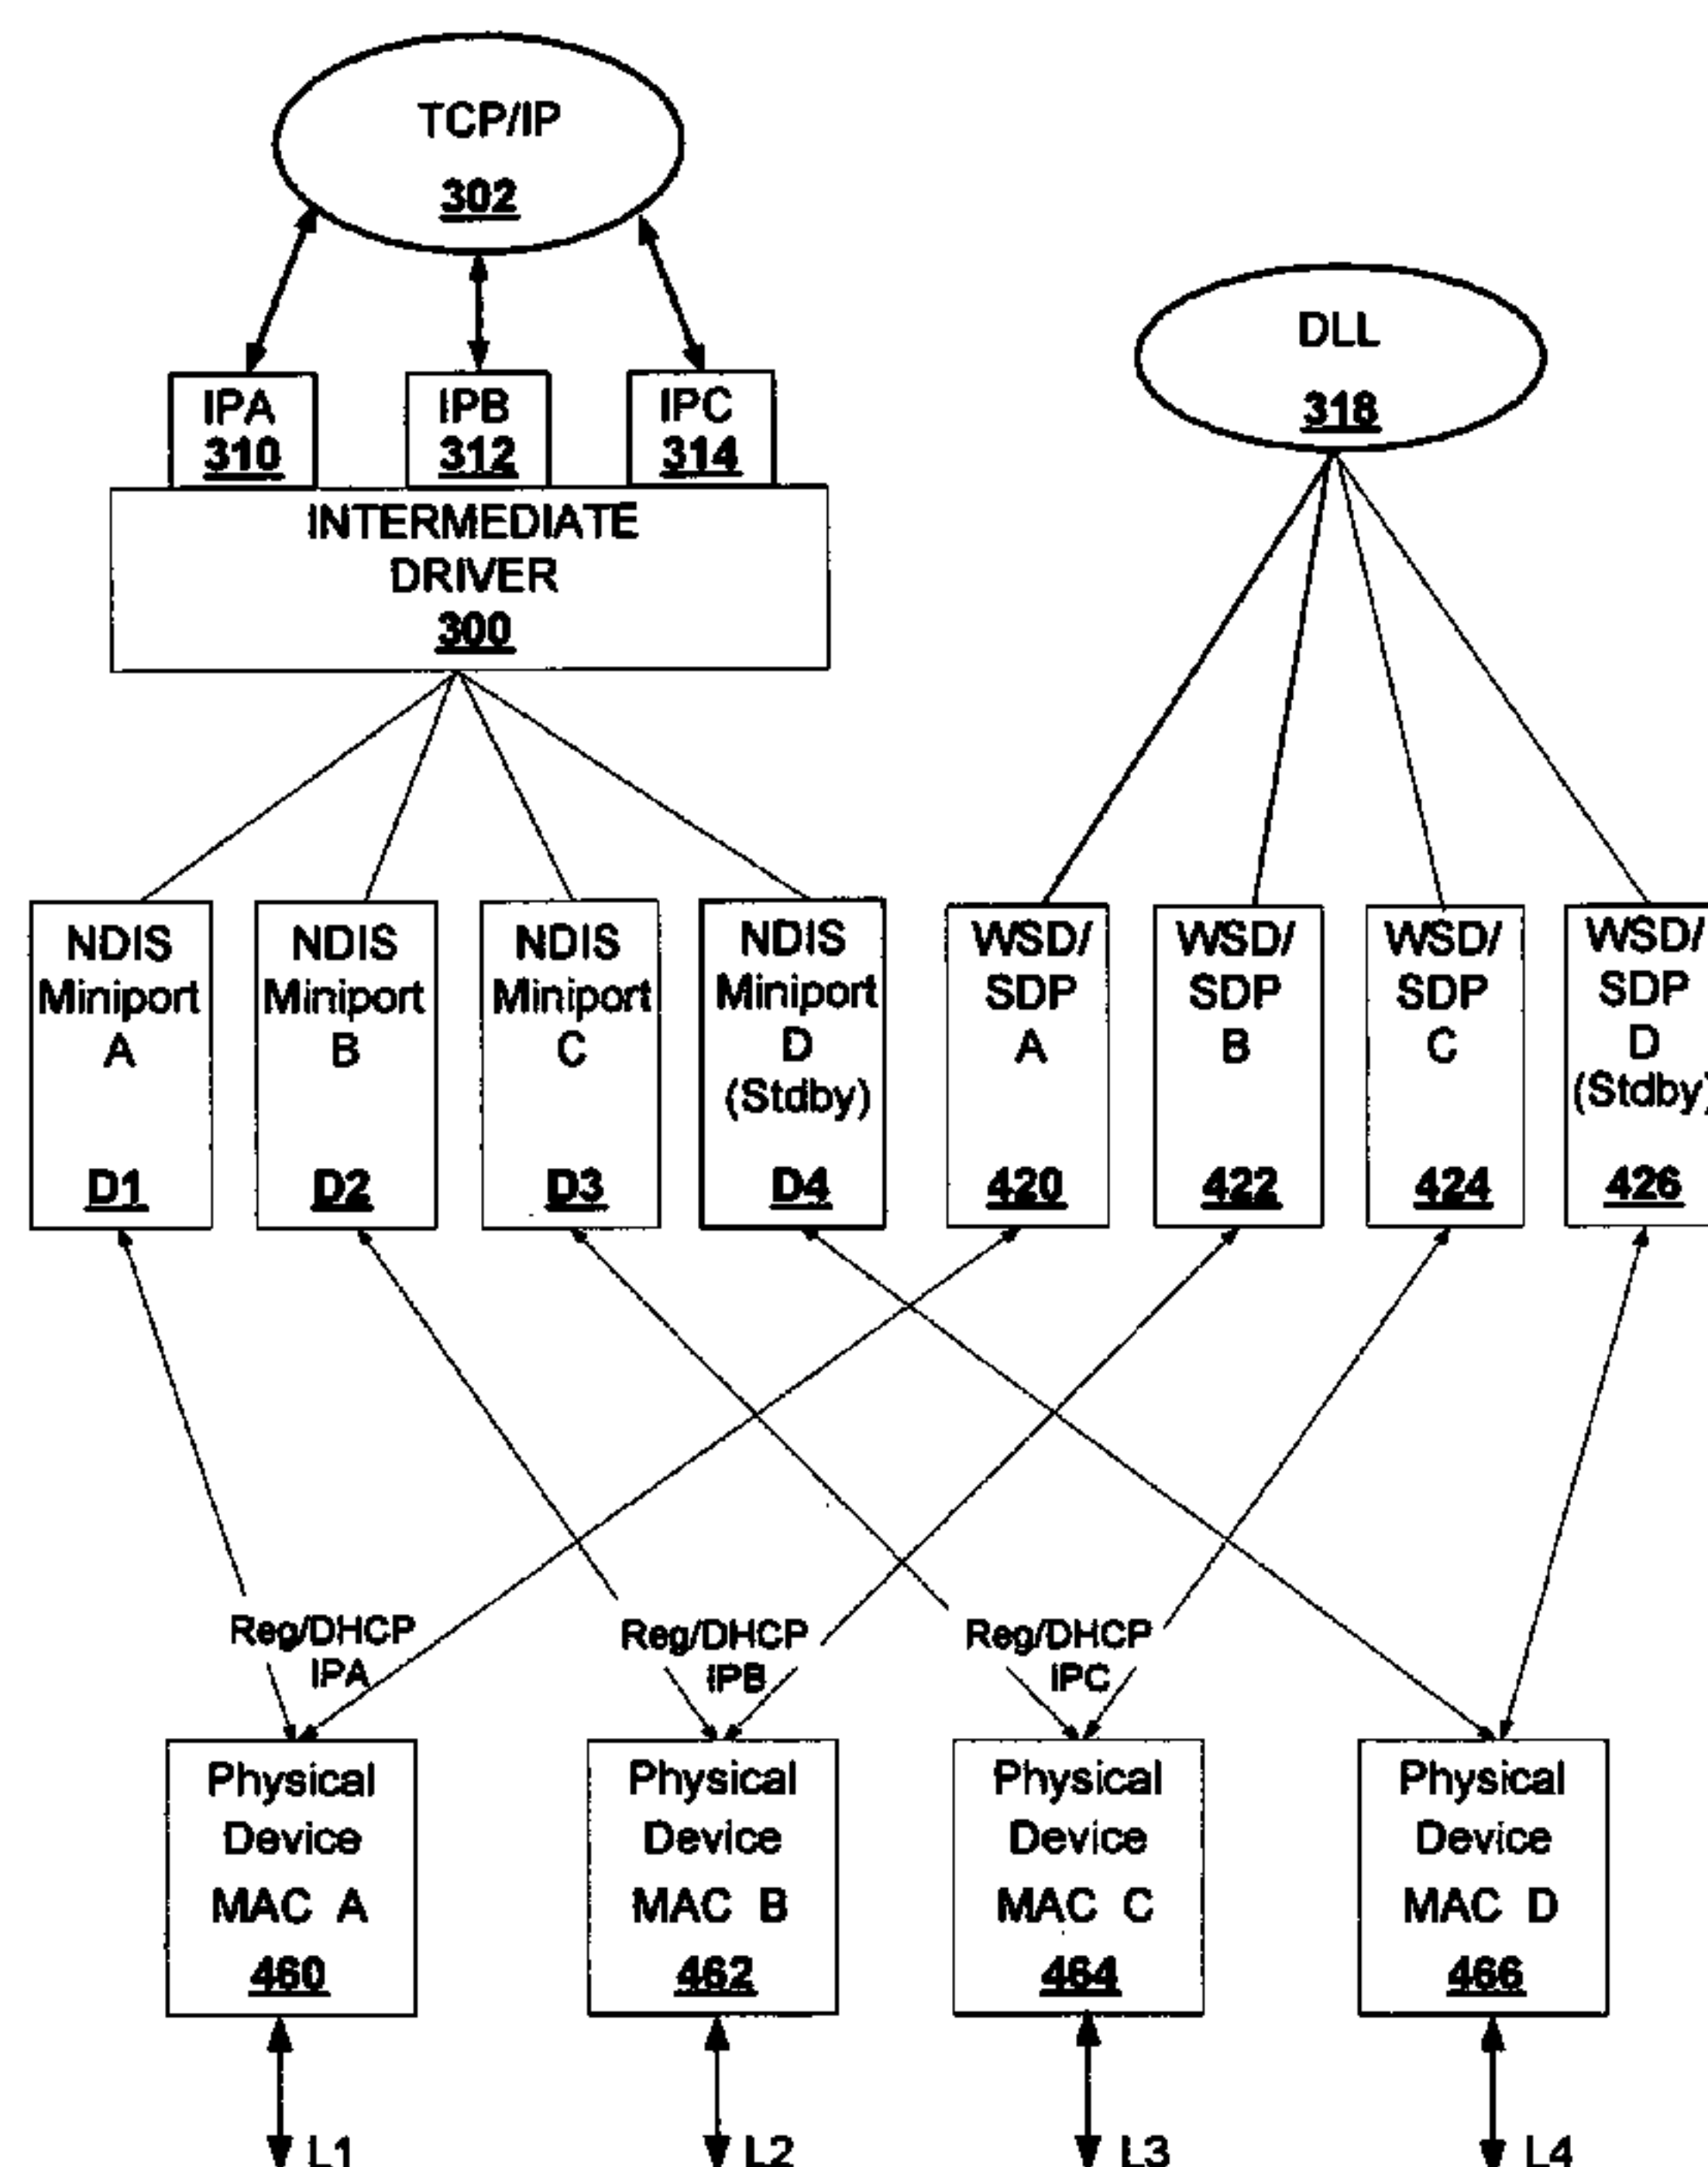 TCP/IP
302
DLL
318
IPA
310
IPB
312
IPC
314
INTERMEDIATE
DRIVER
300
NDIS
Miniport
A
D1
NDIS
Miniport
B
D2
NDIS
Miniport
C
D3
NDIS
Miniport
D
(Stdby)
D4
WSD/
SDP
A
420
WSD/
SDP
B
422
WSD/
SDP
C
424
WSD/
SDP
D
(Stdby)
426
Reg/DHCP
IPA
Reg/DHCP
IPB
Reg/DHCP
IPC
Physical
Device
MAC A
460
Physical
Device
MAC B
462
Physical
Device
MAC C
464
Physical
Device
MAC D
466
L1
L2
L3
L4